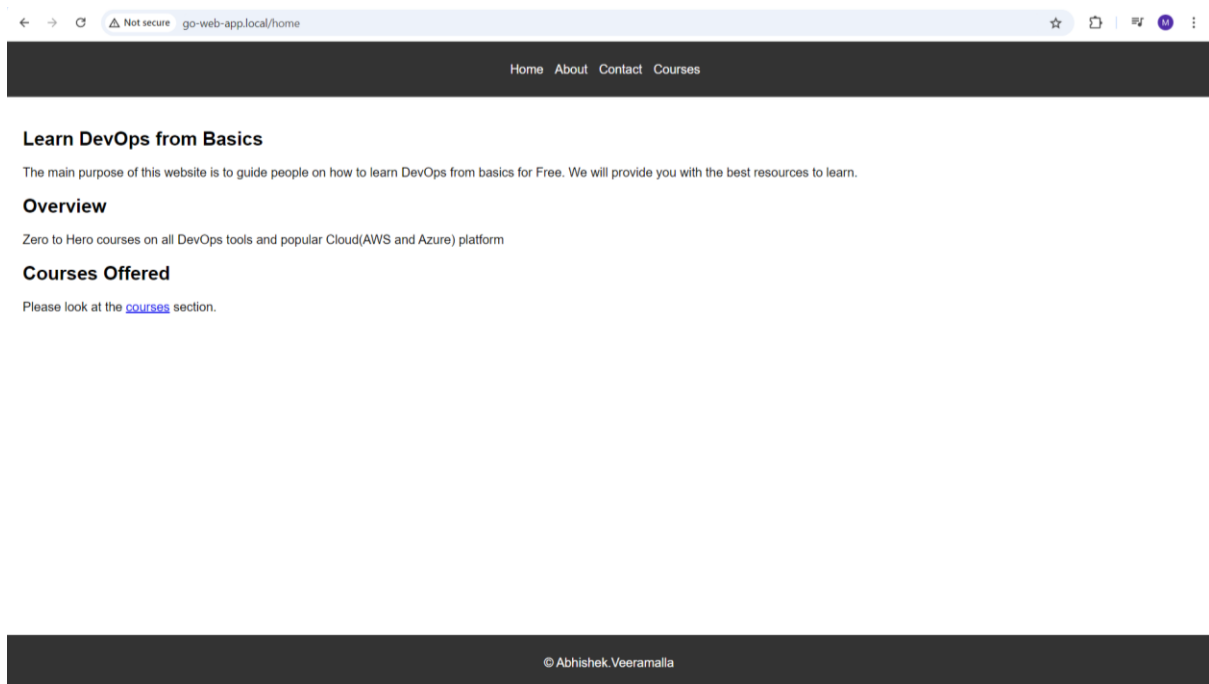 Not secure go-web-app.local/home M
Home About Contact Courses
Learn DevOps from Basics
The main purpose of this website is to guide people on how to learn DevOps from basics for Free. We will provide you with the best resources to learn.
Overview
Zero to Hero courses on all DevOps tools and popular Cloud(AWS and Azure) platform
Courses Offered
Please look at the courses section.
© Abhishek.Veeramalla